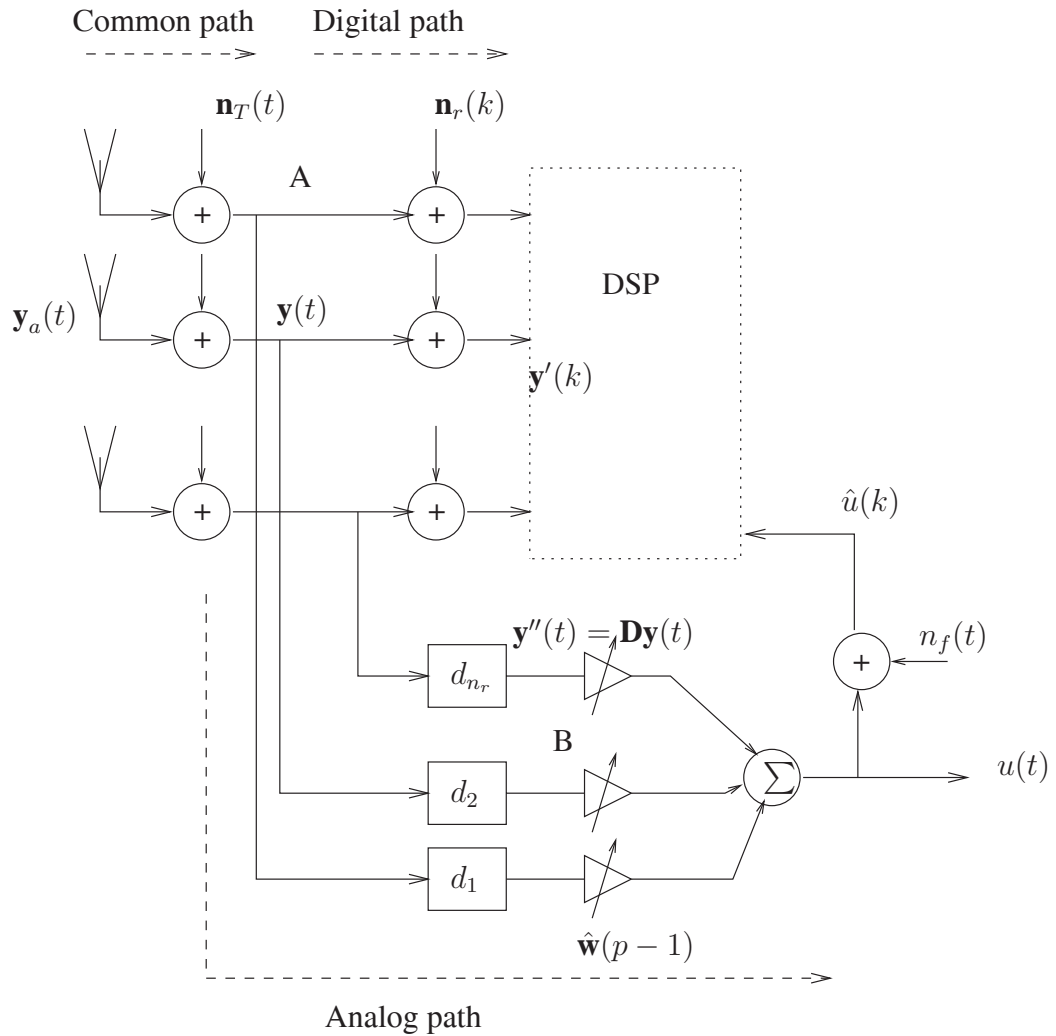 Common path
Digital path
n_T(t)
n_r(k)
A
+
+
DSP
y_a(t)
y(t)
+
+
y'(k)
+
+
û(k)
y''(t) = Dy(t)
n_f(t)
d_{n_r}
+
B
d_2
∑
u(t)
d_1
ŵ(p − 1)
Analog path